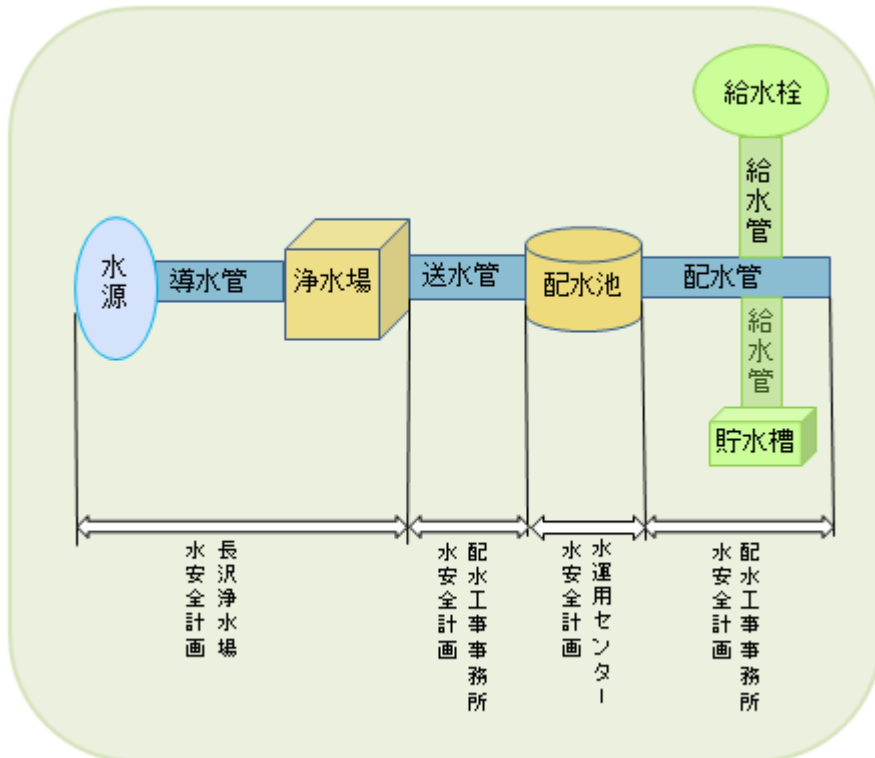 給水栓
給水管
水源
導水管
浄水場
送水管
配水池
配水管
給水管
貯水槽
長沢浄水場
水安全計画
配水工事事務所
水安全計画
水運用センター
水安全計画
配水工事事務所
水安全計画